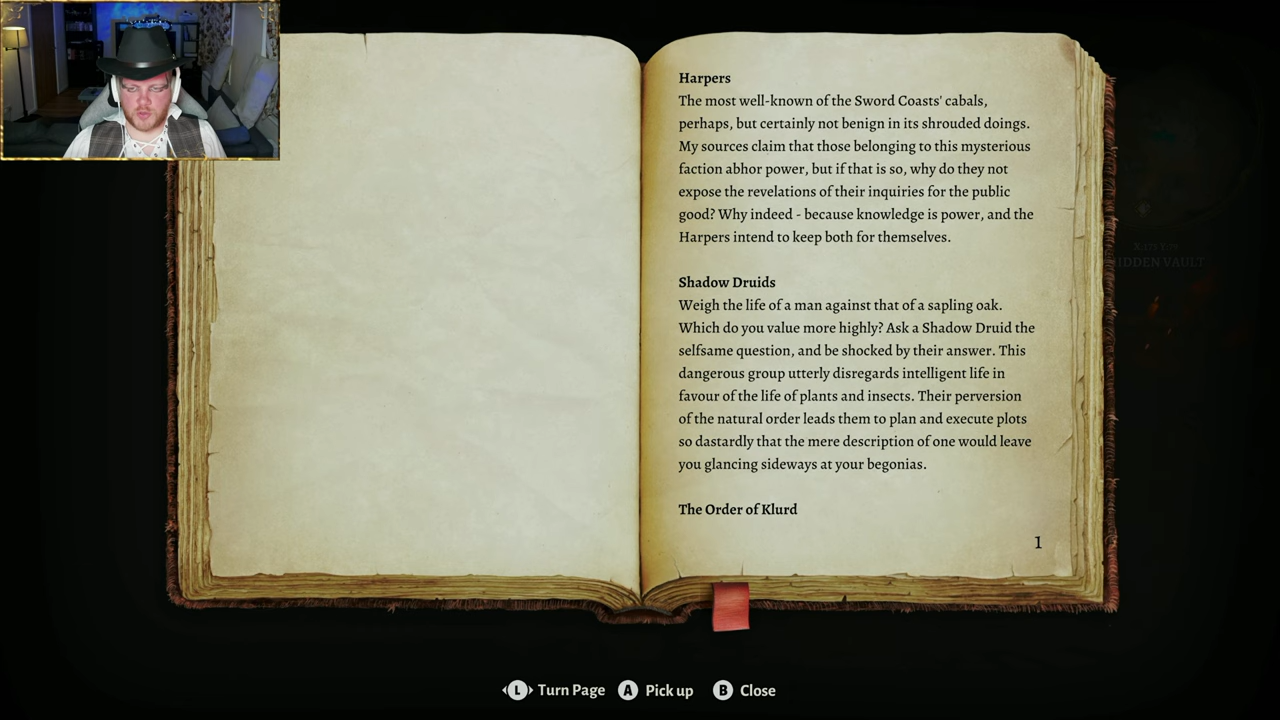 Harpers
The most well-known of the Sword Coasts' cabals,
perhaps, but certainly not benign in its shrouded doings.
My sources claim that those belonging to this mysterious
faction abhor power, but if that is so, why do they not
expose the revelations of their inquiries for the public
good? Why indeed - because knowledge is power, and the
Harpers intend to keep both for themselves.
Shadow Druids
Weigh the life of a man against that of a sapling oak.
Which do you value more highly? Ask a Shadow Druid the
selfsame question, and be shocked by their answer. This
dangerous group utterly disregards intelligent life in
favour of the life of plants and insects. Their perversion
of the natural order leads them to plan and execute plots
so dastardly that the mere description of one would leave
you glancing sideways at your begonias.
The Order of Klurd
1
L Turn Page A Pick up B Close